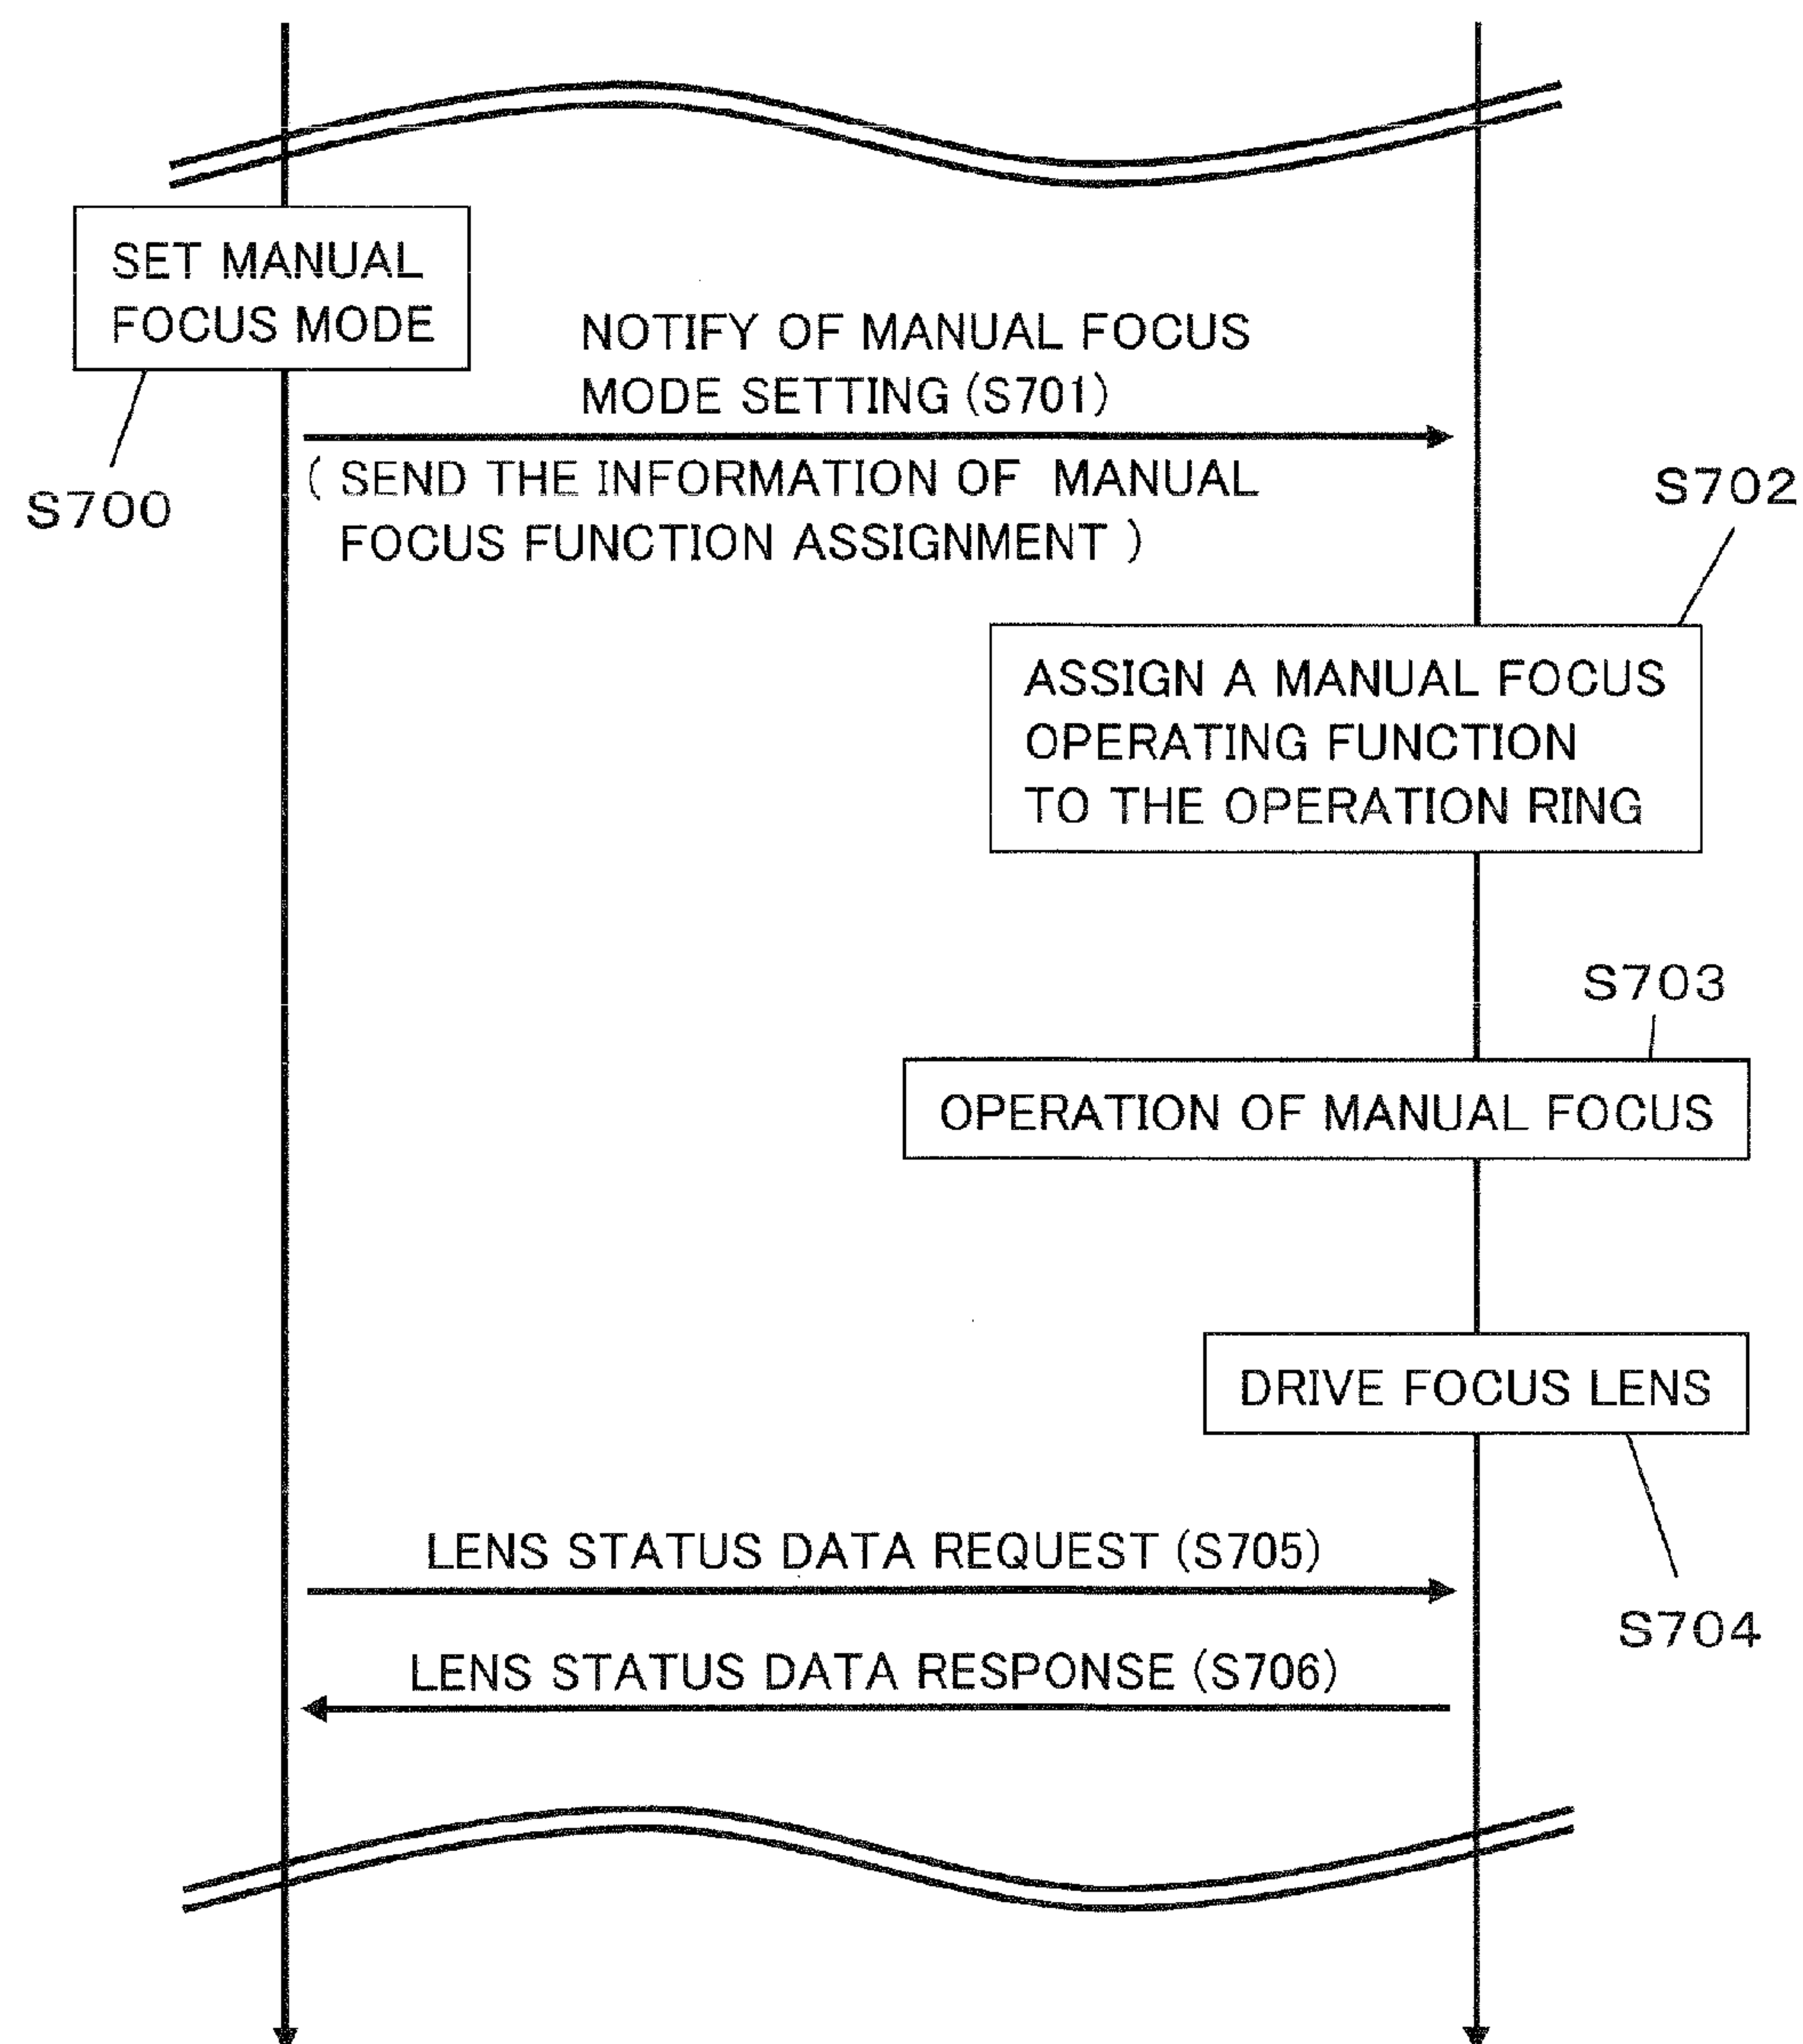 SET MANUAL
FOCUS MODE
S700
NOTIFY OF MANUAL FOCUS
MODE SETTING (S701)
( SEND THE INFORMATION OF MANUAL
FOCUS FUNCTION ASSIGNMENT )
S702
ASSIGN A MANUAL FOCUS
OPERATING FUNCTION
TO THE OPERATION RING
S703
OPERATION OF MANUAL FOCUS
DRIVE FOCUS LENS
S704
LENS STATUS DATA REQUEST (S705)
LENS STATUS DATA RESPONSE (S706)